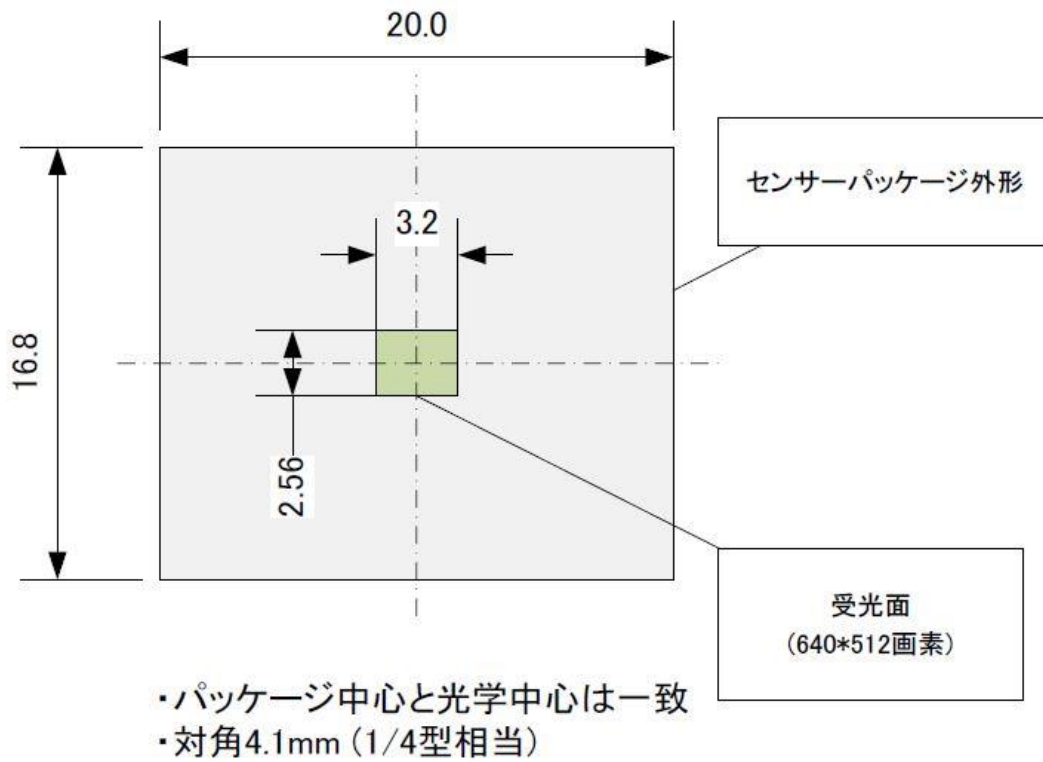 20.0
センサーパッケージ外形
3.2
16.8
2.56
受光面
(640*512画素)
・パッケージ中心と光学中心は一致
・対角4.1mm (1/4型相当)